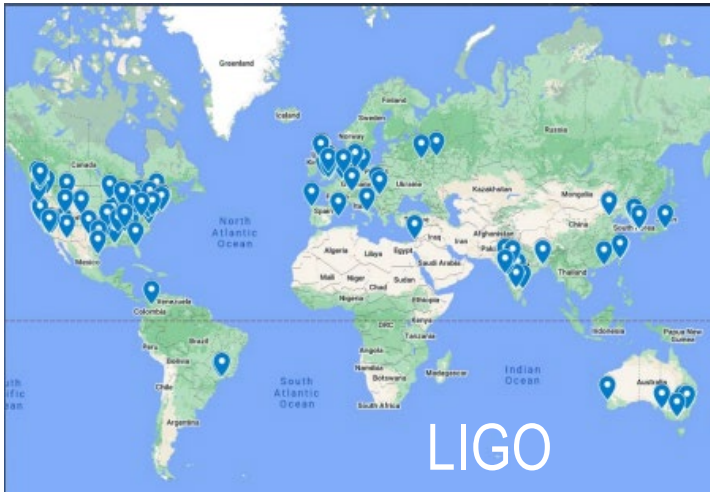 Greenland
Iceland
Finland
Sweden
Norway
Russia
Canada
Ukraine
Kazakhstan
Mongolia
Spain
North
Atlantic
Ocean
China
South Korea
Afghanistan
Iraq
Iran
Algeria
Libya
Egypt
Saudi Arabia
Mexico
Mali
Niger
Chad
Sudan
Thailand
Nigeria
Ethiopia
Venezuela
Colombia
Kenya
DRC
Tanzania
Indonesia
Papua New
Guinea
Brazil
Peru
Bolivia
Angola
Namibia
Botswana
Madagascar
Indian
Ocean
South
Atlantic
Ocean
Chile
Australia
South Africa
Argentina
LIGO